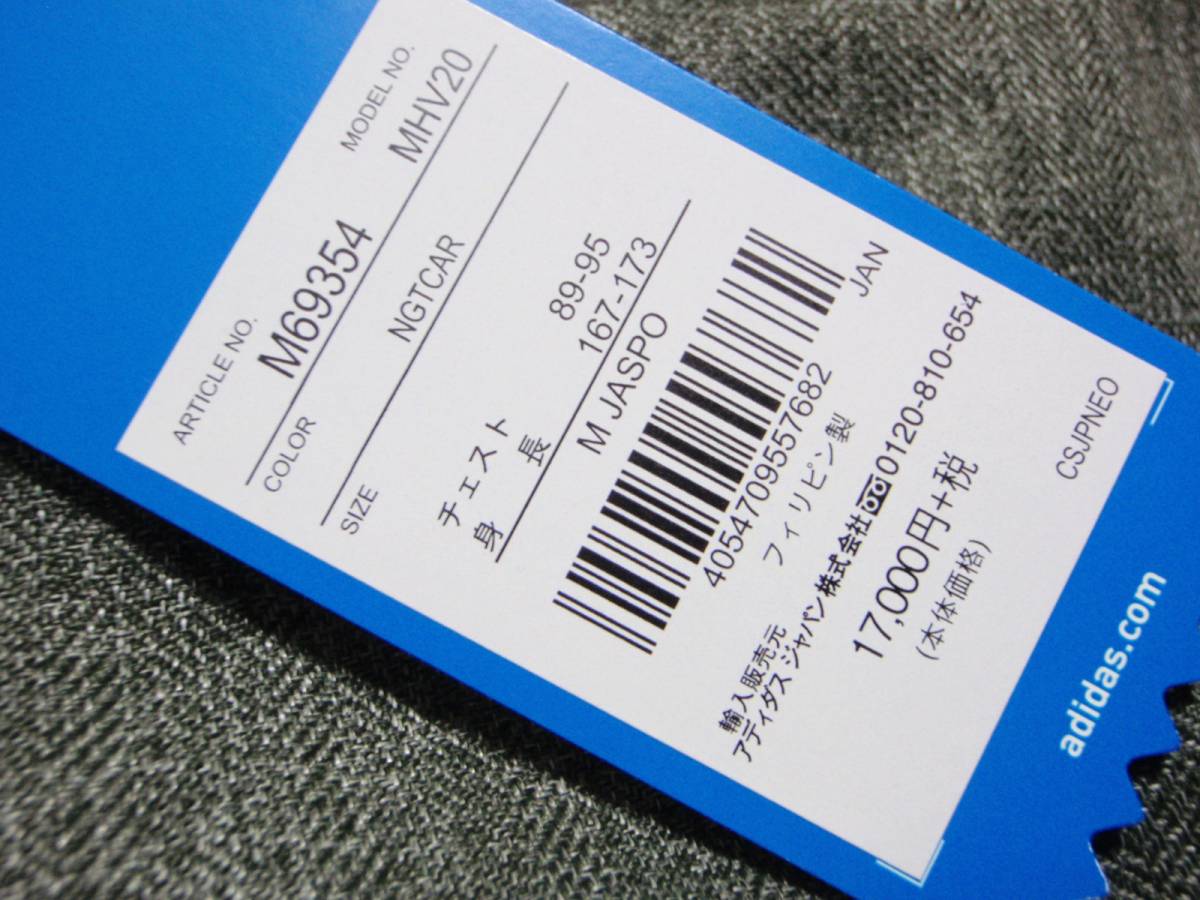 ARTICLE NO. MODEL NO.
M69354 MHV20
COLOR
NGTCAR
SIZE
チェスト 89-95
身長 167-173
M JASPO
4054709557682 JAN
フィリピン製
輸入販売元
アディダス ジャパン株式会社 0120-810-654
17,000円+税
(本体価格)
CSJPNEO
adidas.com